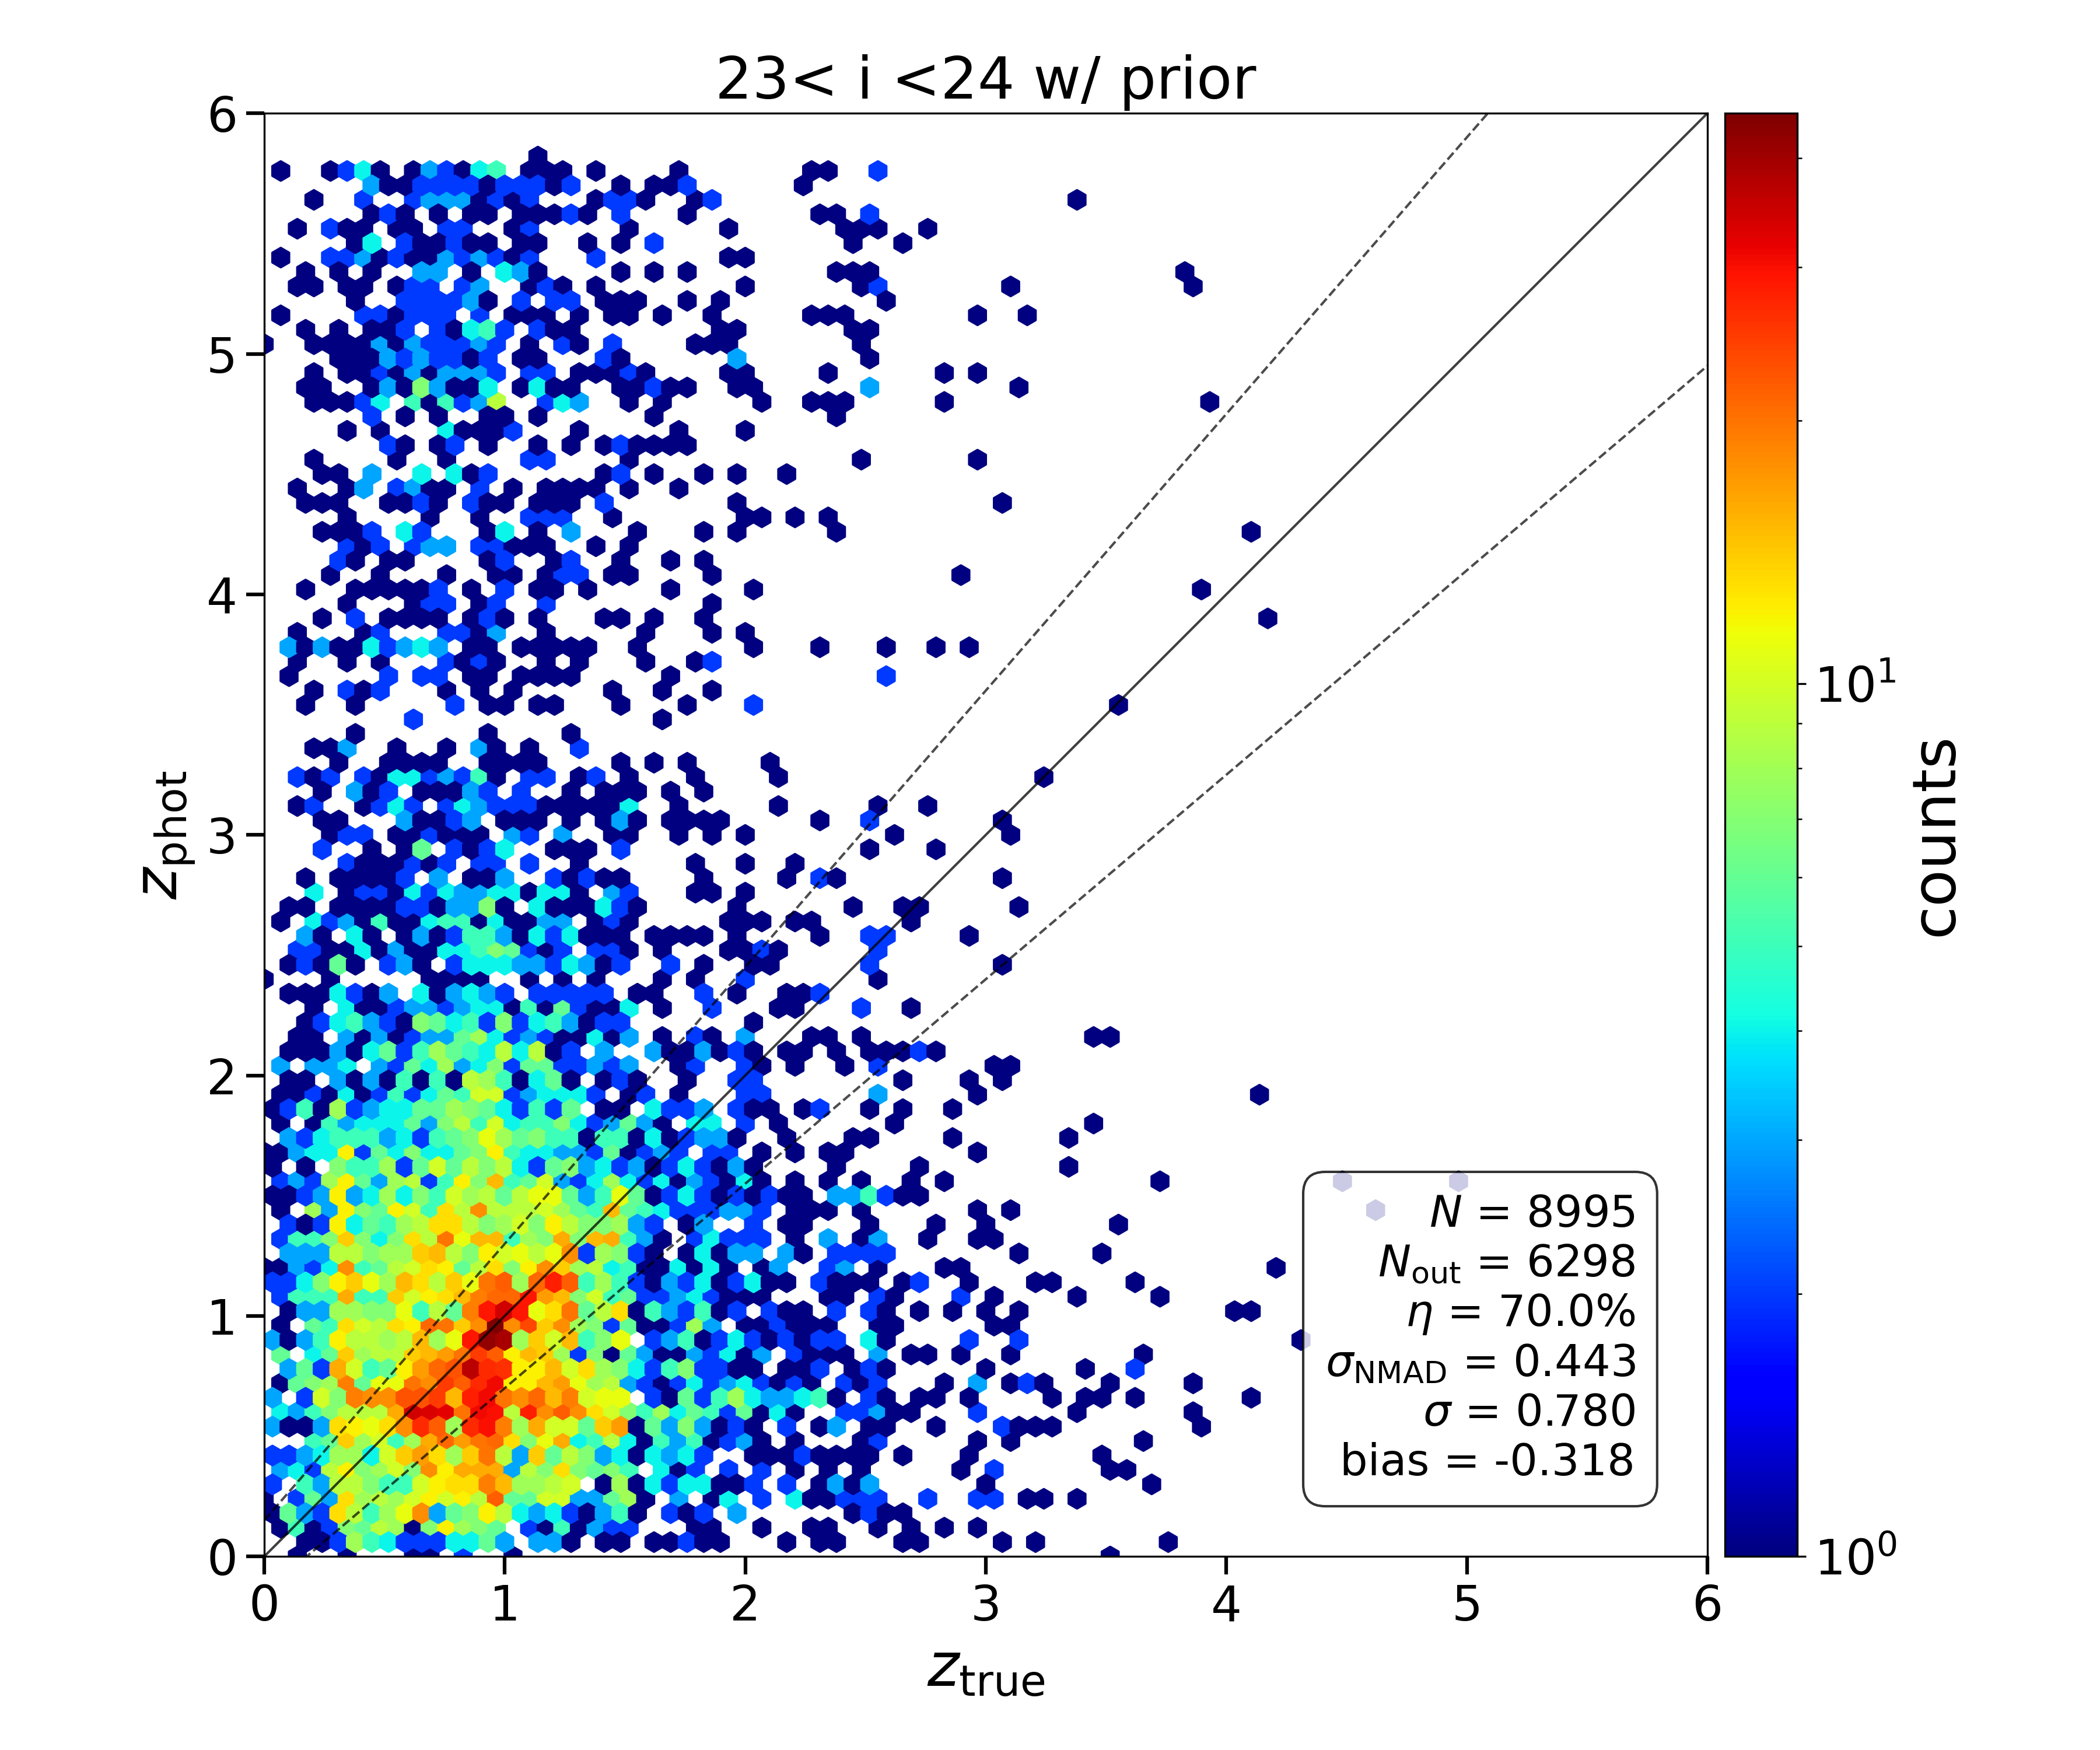 23< i <24 w/ prior
6
5
4
3
2
1
0
z_phot
0 1 2 3 4 5 6
z_true
N = 8995
N_out = 6298
η = 70.0%
σ_NMAD = 0.443
σ = 0.780
bias = -0.318
10^1
10^0
counts